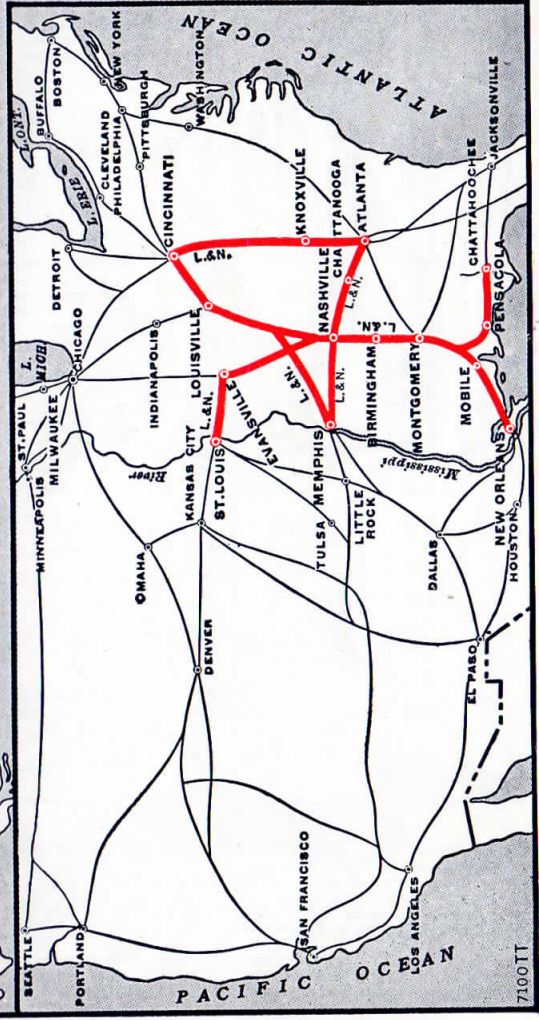 SEATTLE
PORTLAND
SAN FRANCISCO
LOS ANGELES
PACIFIC OCEAN
MINNEAPOLIS
ST. PAUL
MILWAUKEE
L. MICH
CHICAGO
DETROIT
L. ERIE
L. ONT.
BUFFALO
BOSTON
NEW YORK
CLEVELAND
PHILADELPHIA
PITTSBURGH
WASHINGTON
ATLANTIC OCEAN
OMAHA
DENVER
KANSAS CITY
River
ST. LOUIS
L.&N.
INDIANAPOLIS
LOUISVILLE
CINCINNATI
L.&N.
EVANSVILLE
L.&N.
KNOXVILLE
CHATTANOOGA
NASHVILLE
L.&N.
ATLANTA
TULSA
MEMPHIS
L.&N.
LITTLE ROCK
BIRMINGHAM
L.&N.
MONTGOMERY
Mississippi
DALLAS
MOBILE
CHATTAHOOCHEE
JACKSONVILLE
PENSACOLA
NEW ORLEANS
HOUSTON
EL PASO
7100TT